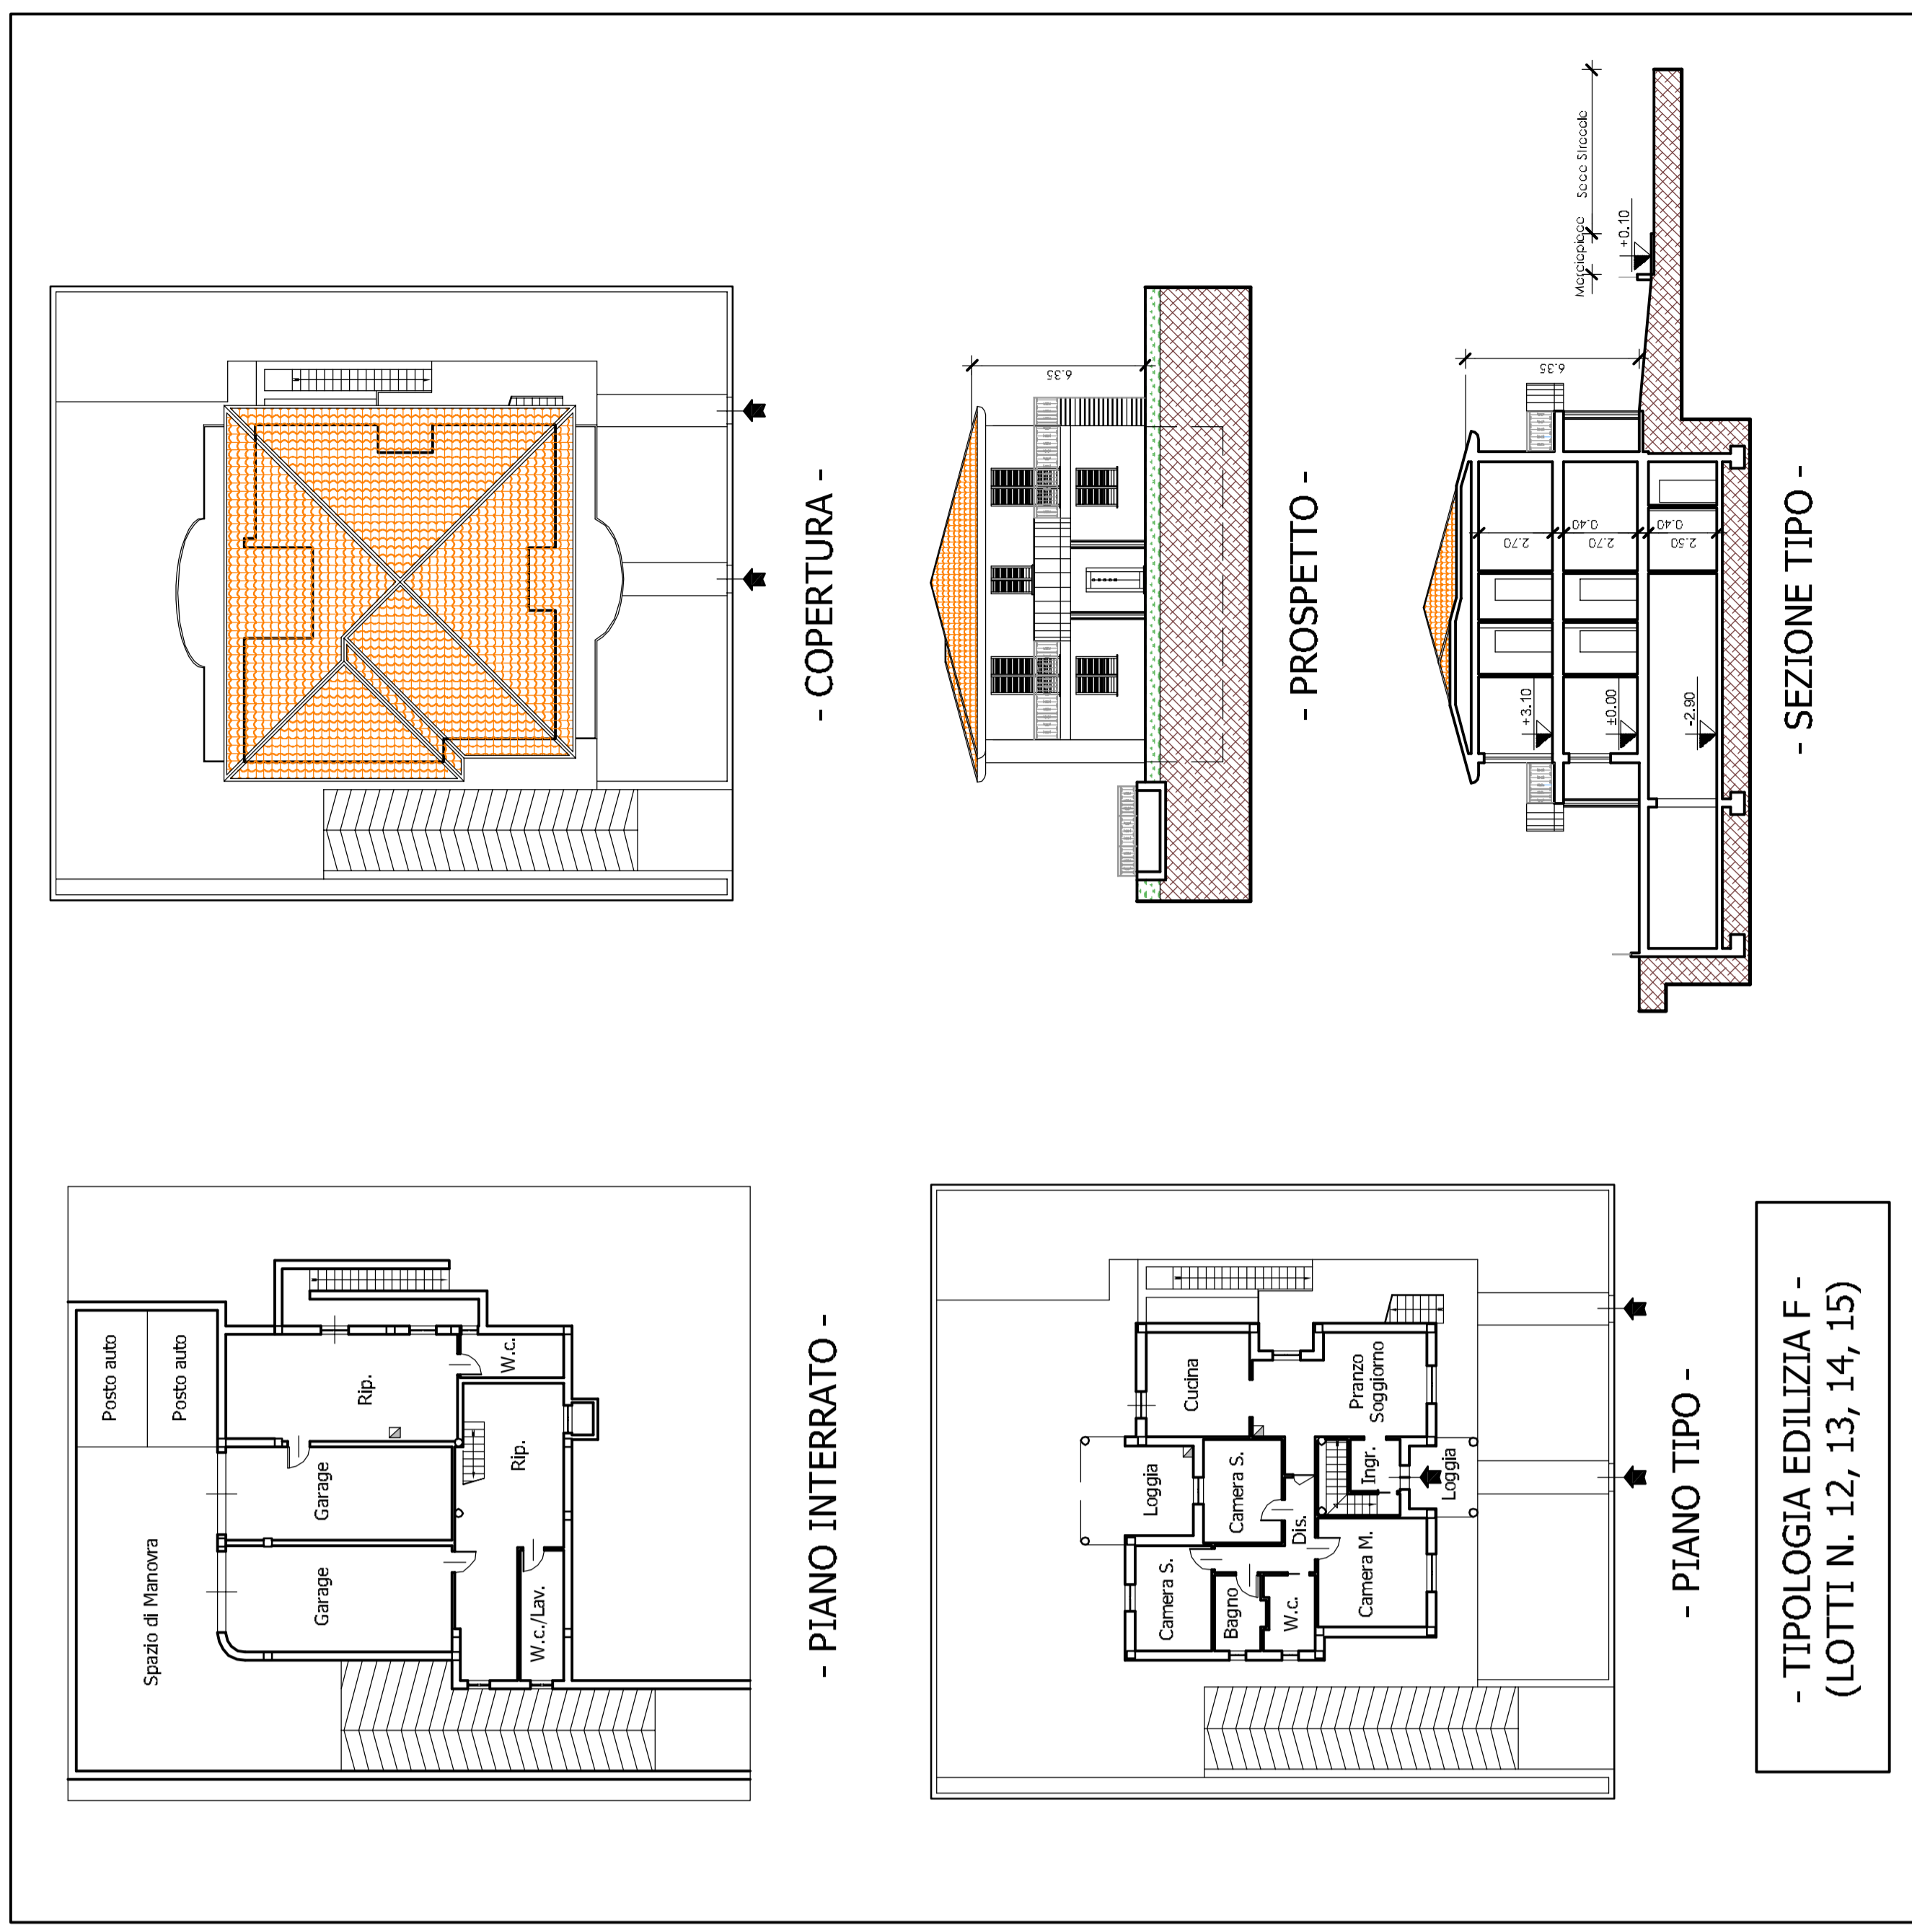 Posto auto
Posto auto
Spazio di Manovra
Garage
Garage
Rip.
W.c.
Rip.
W.c./Lav.
- PIANO INTERRATO -
- COPERTURA -
Cucina
Loggia
Camera S.
Camera S.
Bagno
W.c.
Dis.
Camera M.
Ingr.
Pranzo
Soggiorno
Loggia
- PIANO TIPO -
6.35
- PROSPETTO -
Marciapiede
Sede Stradale
+0.10
6.35
2.70
0.40
2.70
0.40
2.50
+3.10
±0.00
-2.90
- SEZIONE TIPO -
- TIPOLOGIA EDILIZIA F -
(LOTTI N. 12, 13, 14, 15)